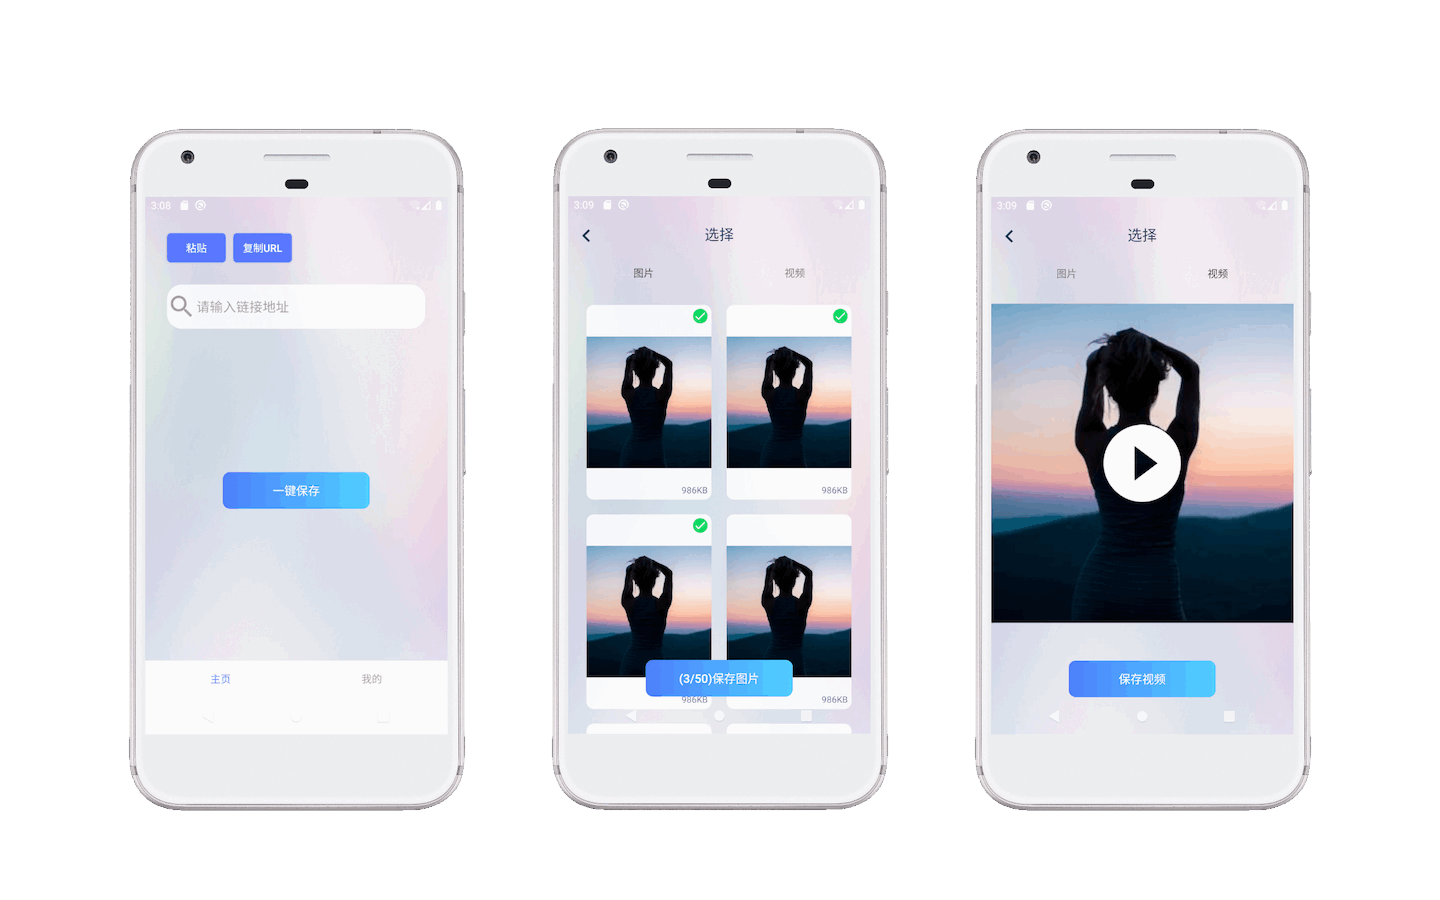 3:08
粘贴
复制URL
请输入链接地址
一键保存
主页
我的
3:09
选择
图片
视频
986KB
986KB
(3/50)保存图片
986KB
986KB
3:09
选择
图片
视频
保存视频